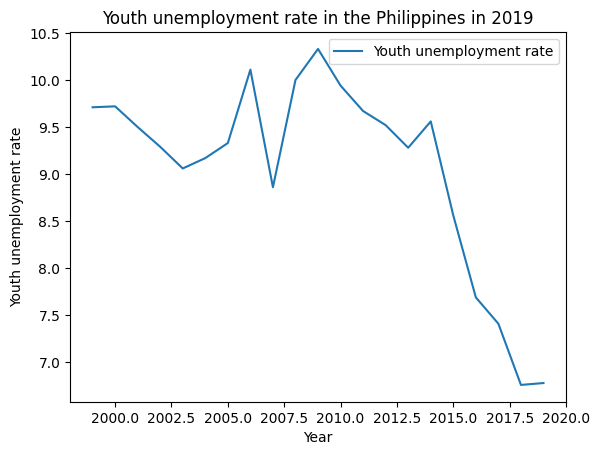 Youth unemployment rate in the Philippines in 2019
Youth unemployment rate
Youth unemployment rate
10.5
10.0
9.5
9.0
8.5
8.0
7.5
7.0
2000.0 2002.5 2005.0 2007.5 2010.0 2012.5 2015.0 2017.5 2020.0
Year